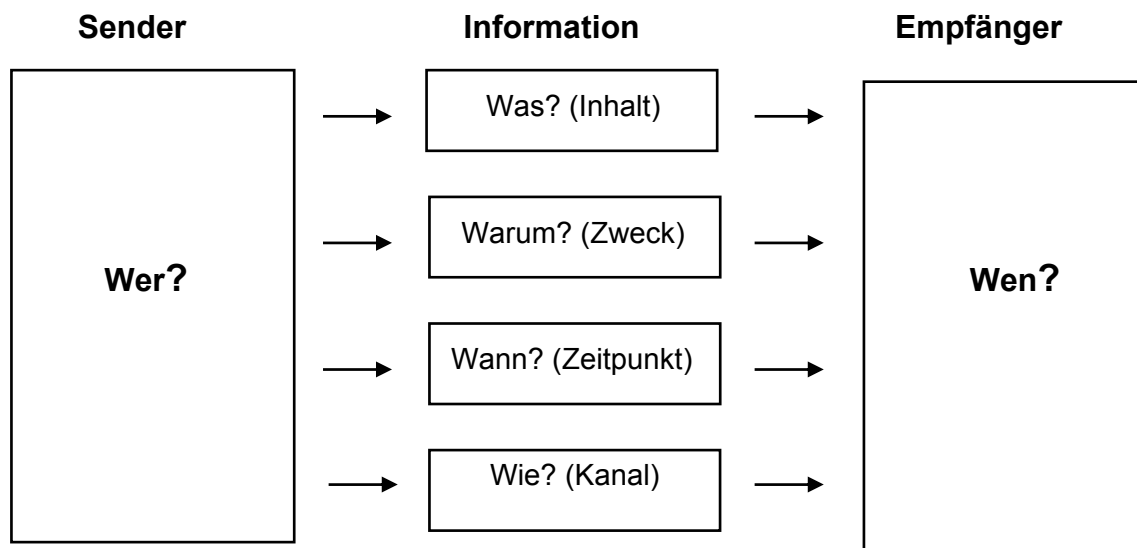 Sender
Information
Empfänger
Wer?
Was? (Inhalt)
Warum? (Zweck)
Wann? (Zeitpunkt)
Wie? (Kanal)
Wen?